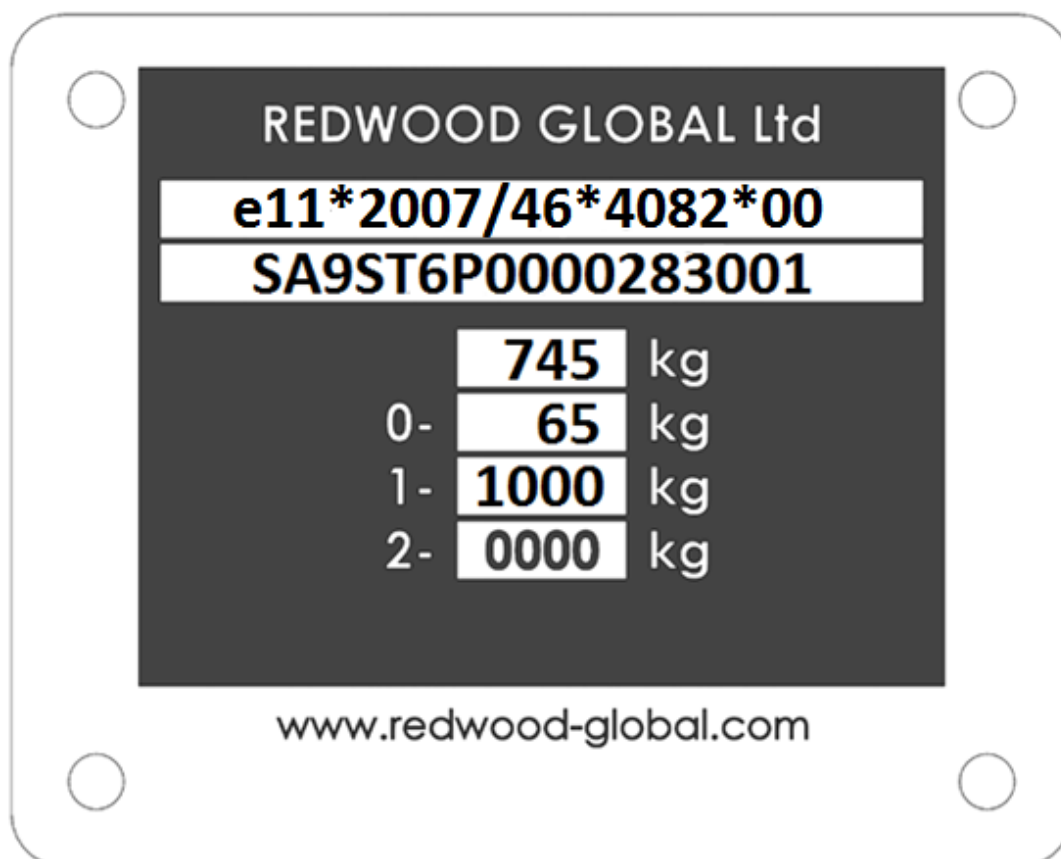 REDWOOD GLOBAL Ltd
e11*2007/46*4082*00
SA9ST6P0000283001
745 kg
0- 65 kg
1- 1000 kg
2- 0000 kg
www.redwood-global.com